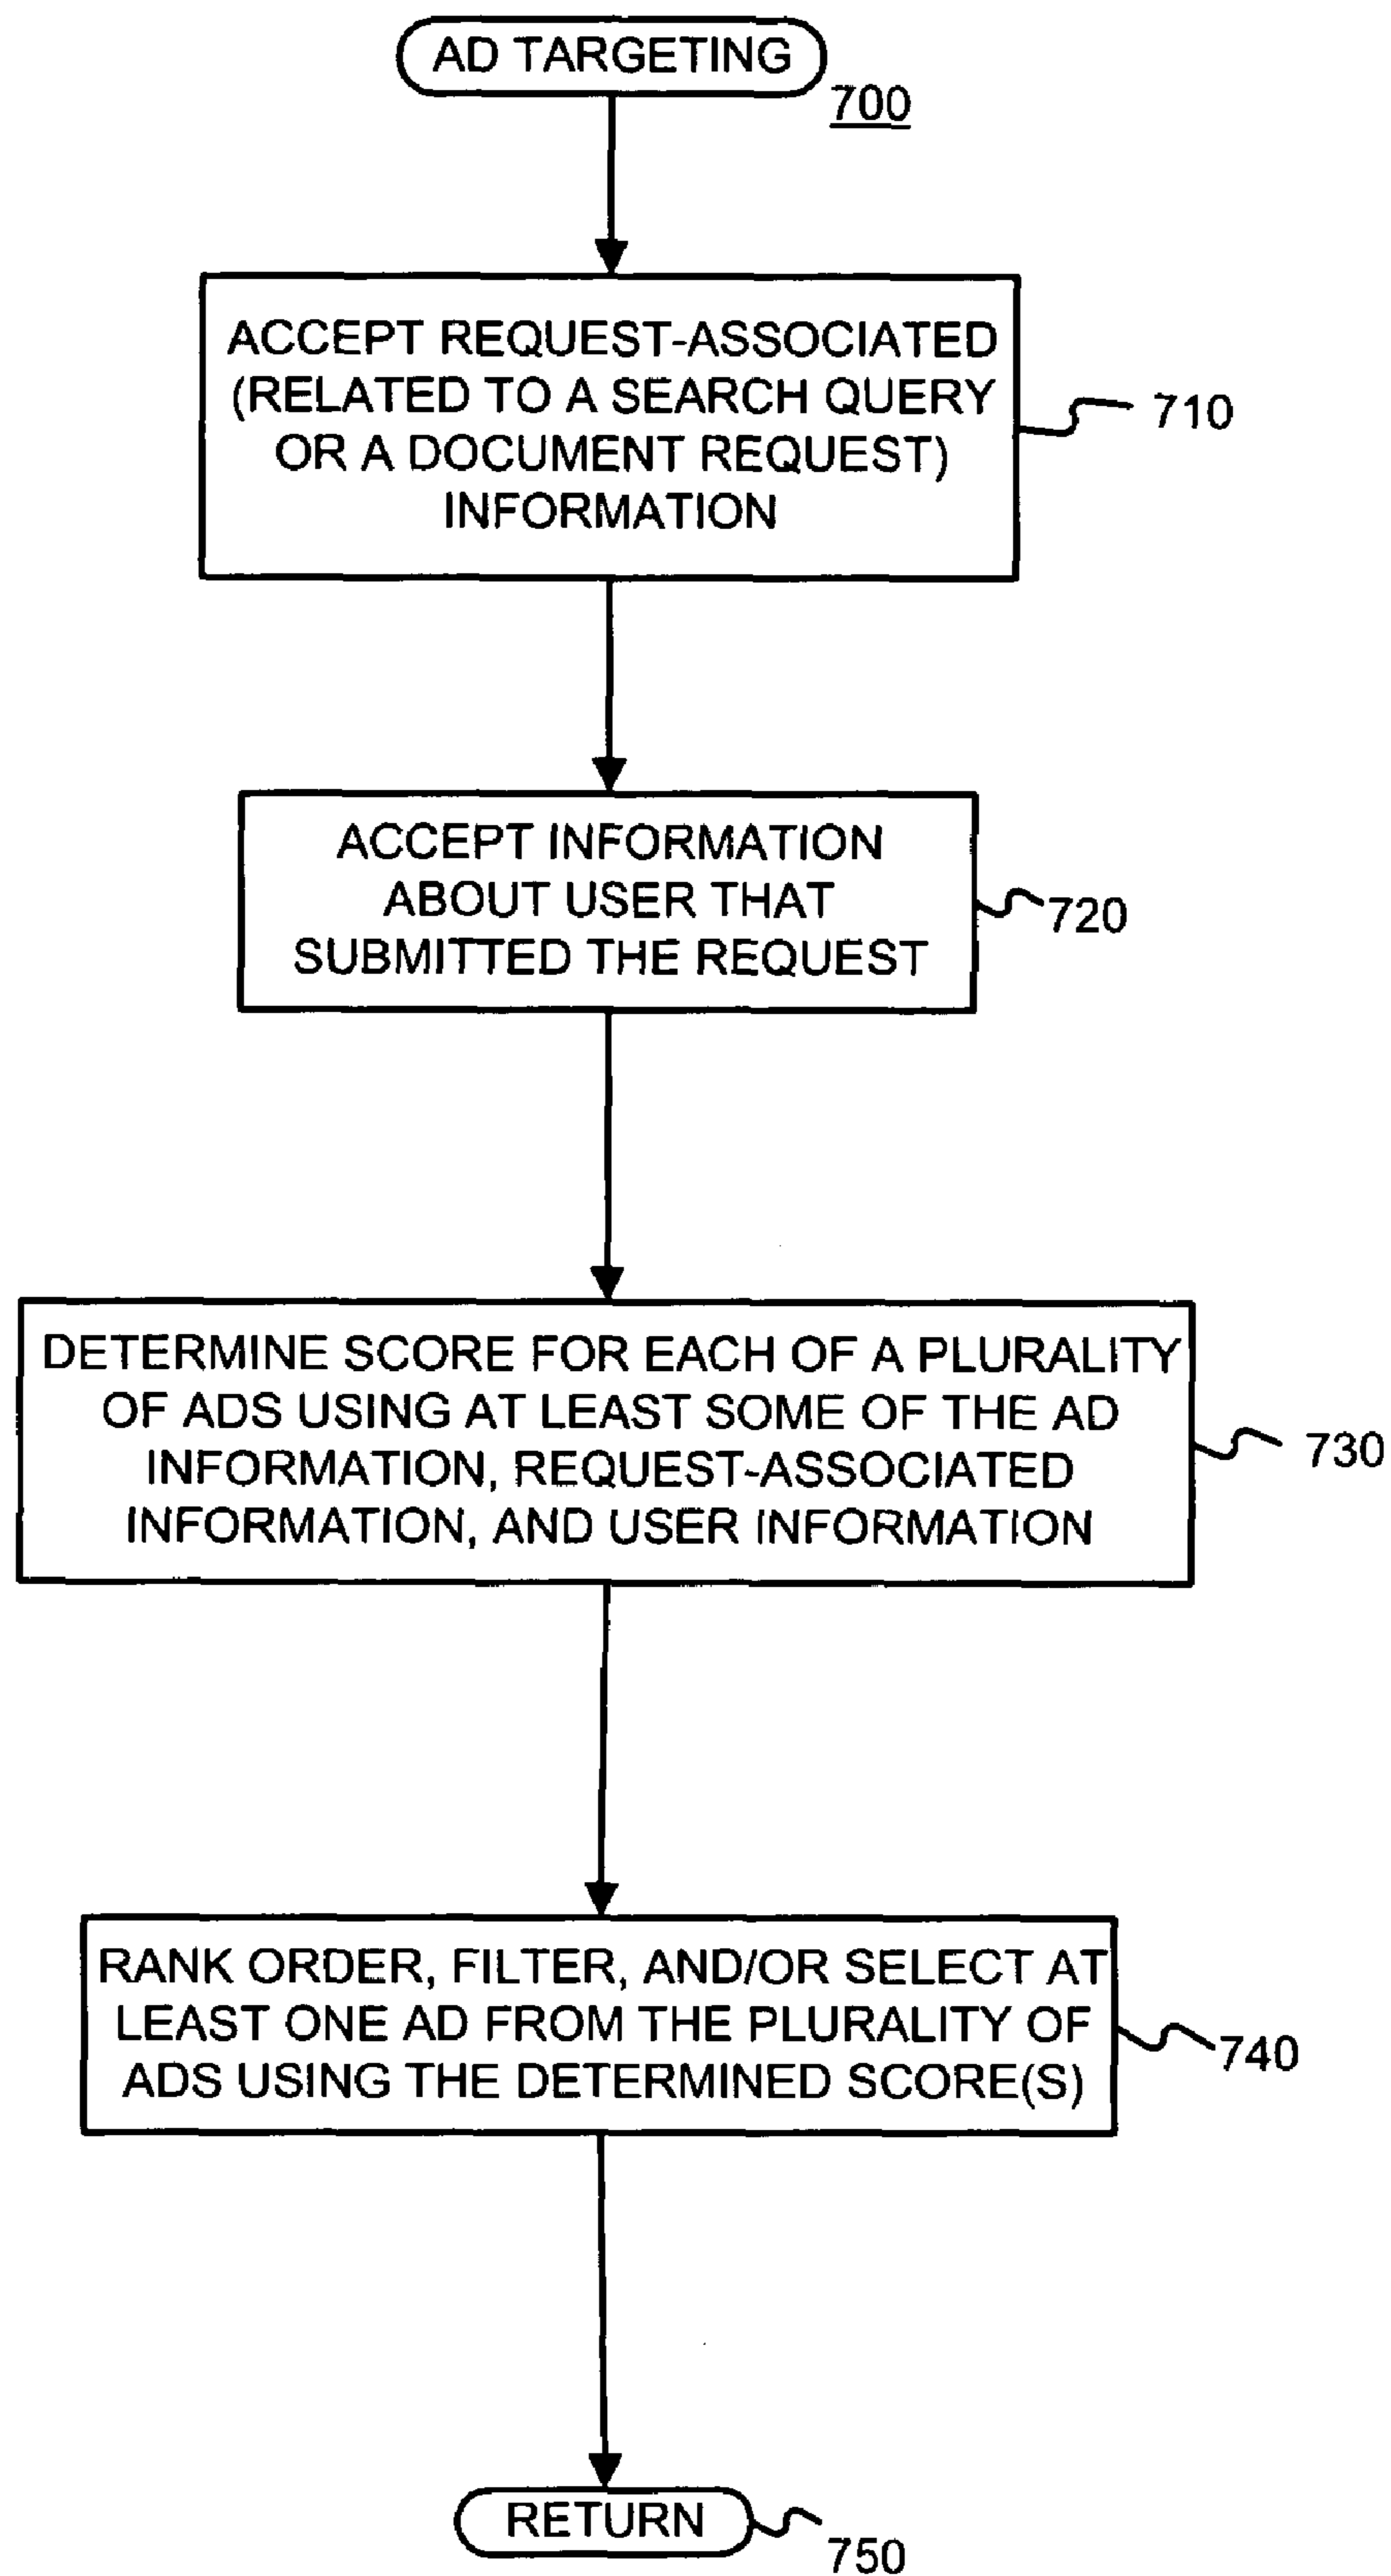 AD TARGETING
700
ACCEPT REQUEST-ASSOCIATED
(RELATED TO A SEARCH QUERY
OR A DOCUMENT REQUEST)
INFORMATION
710
ACCEPT INFORMATION
ABOUT USER THAT
SUBMITTED THE REQUEST
720
DETERMINE SCORE FOR EACH OF A PLURALITY
OF ADS USING AT LEAST SOME OF THE AD
INFORMATION, REQUEST-ASSOCIATED
INFORMATION, AND USER INFORMATION
730
RANK ORDER, FILTER, AND/OR SELECT AT
LEAST ONE AD FROM THE PLURALITY OF
ADS USING THE DETERMINED SCORE(S)
740
RETURN
750